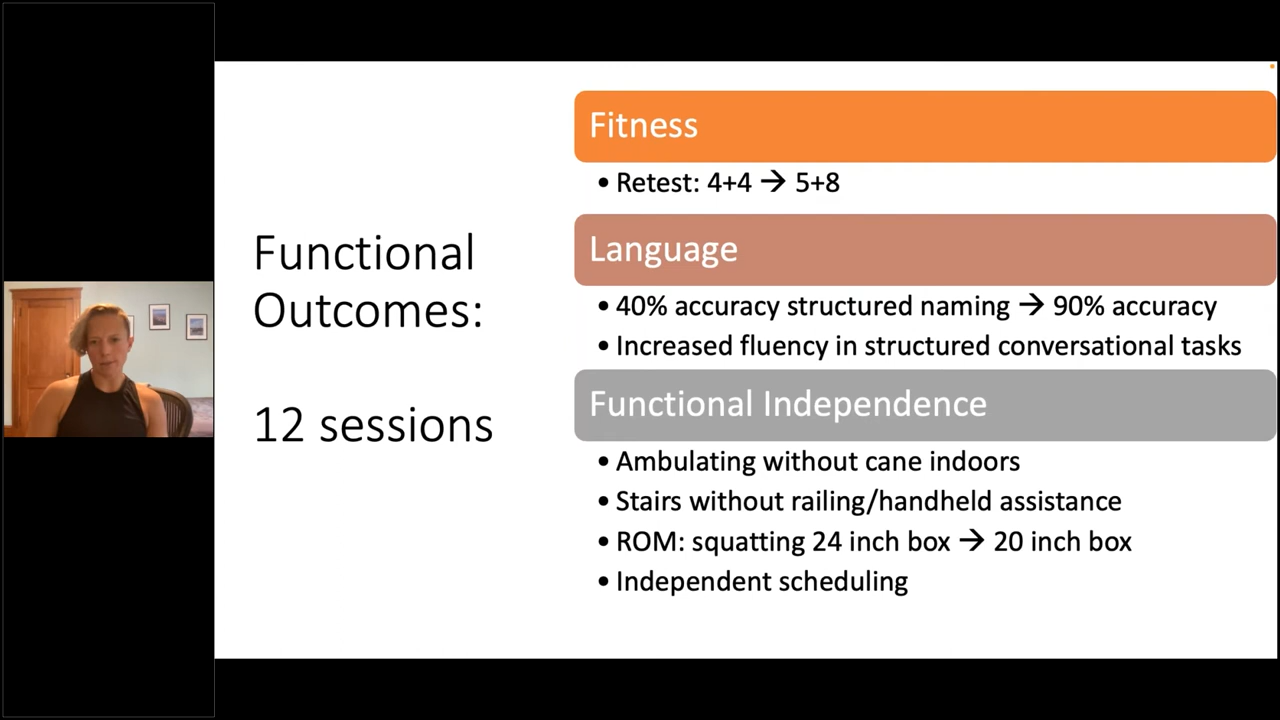 Functional
Outcomes:
12 sessions
Fitness
• Retest: 4+4 → 5+8
Language
• 40% accuracy structured naming → 90% accuracy
• Increased fluency in structured conversational tasks
Functional Independence
• Ambulating without cane indoors
• Stairs without railing/handheld assistance
• ROM: squatting 24 inch box → 20 inch box
• Independent scheduling